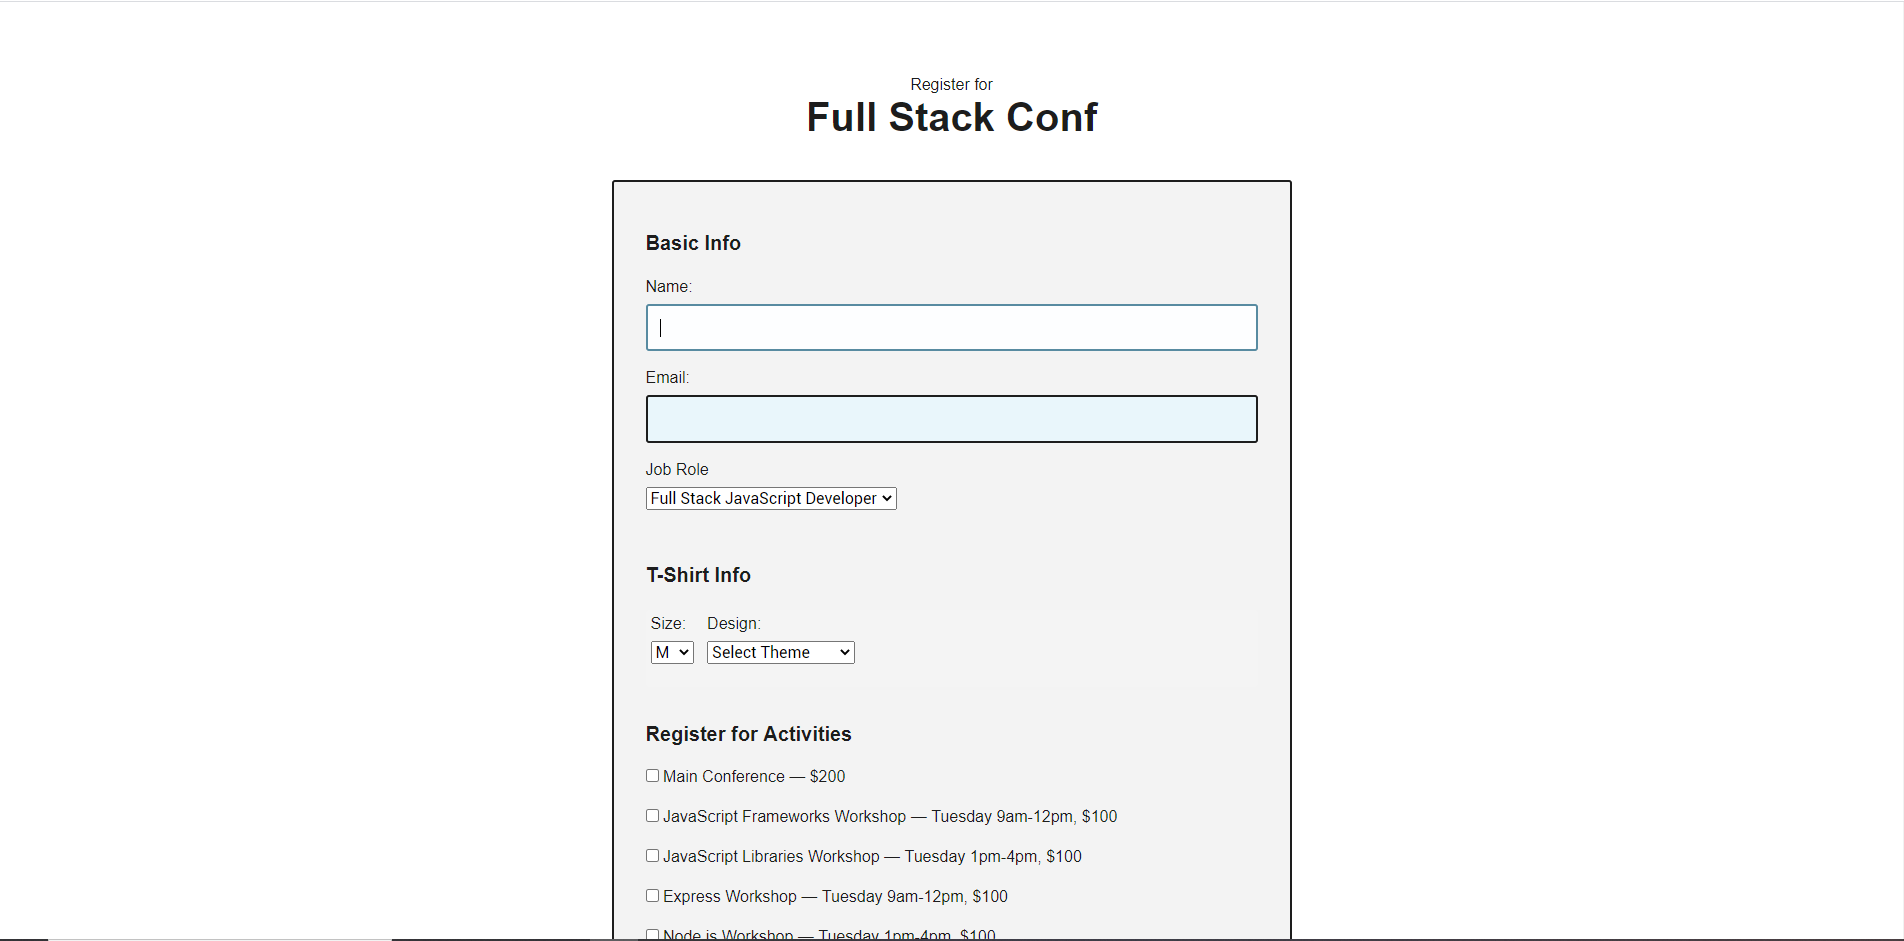 Register for
Full Stack Conf
Basic Info
Name:
Email:
Job Role
Full Stack JavaScript Developer
T-Shirt Info
Size: Design:
M Select Theme
Register for Activities
Main Conference — $200
JavaScript Frameworks Workshop — Tuesday 9am-12pm, $100
JavaScript Libraries Workshop — Tuesday 1pm-4pm, $100
Express Workshop — Tuesday 9am-12pm, $100
Node.js Workshop — Tuesday 1pm-4pm, $100